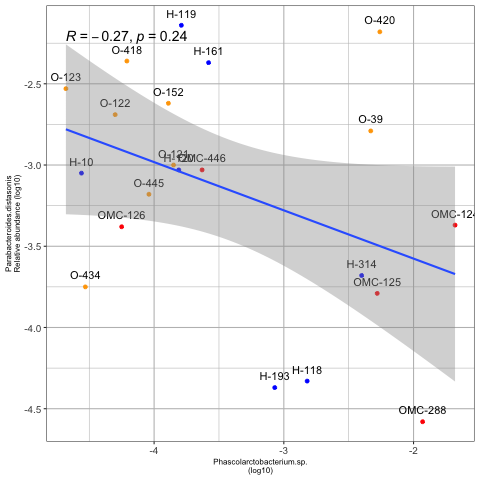 H-119
R = − 0.27, p = 0.24
O-420
O-418
H-161
O-123
O-152
O-122
O-39
O-121
OMC-446
H-10
O-445
OMC-126
OMC-124
H-314
O-434
OMC-125
H-193
H-118
OMC-288
-2.5
-3.0
-3.5
-4.0
-4.5
-4
-3
-2
Parabacteroides.distasonis
Relative abundance (log10)
Phascolarctobacterium.sp.
(log10)